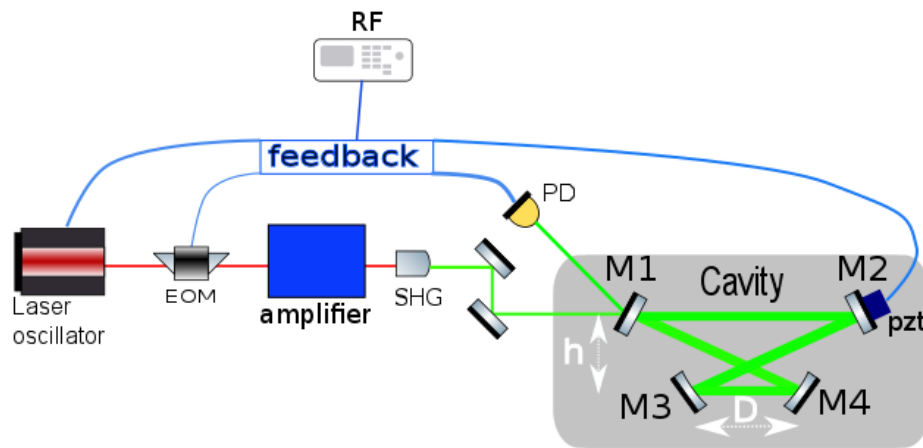 RF
feedback
PD
M1
Cavity
M2
Laser
oscillator
EOM
amplifier
SHG
pzt
h
M3
D
M4